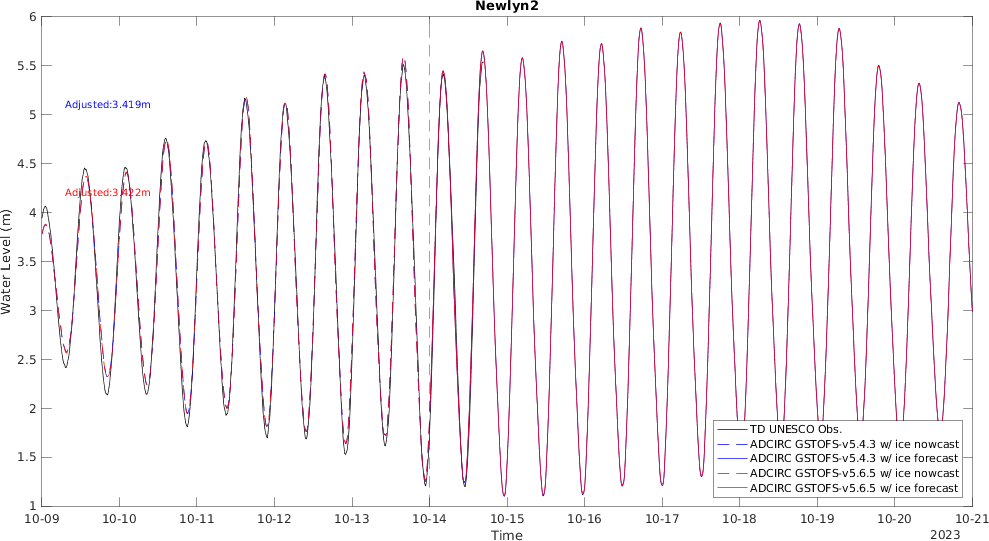 Newlyn2
6
5.5
5
4.5
4
3.5
3
2.5
2
1.5
1
Water Level (m)
Adjusted:3.419m
Adjusted:3.422m
TD UNESCO Obs.
ADCIRC GSTOFS-v5.4.3 w/ ice nowcast
ADCIRC GSTOFS-v5.4.3 w/ ice forecast
ADCIRC GSTOFS-v5.6.5 w/ ice nowcast
ADCIRC GSTOFS-v5.6.5 w/ ice forecast
10-09 10-10 10-11 10-12 10-13 10-14 10-15 10-16 10-17 10-18 10-19 10-20 10-21
Time
2023